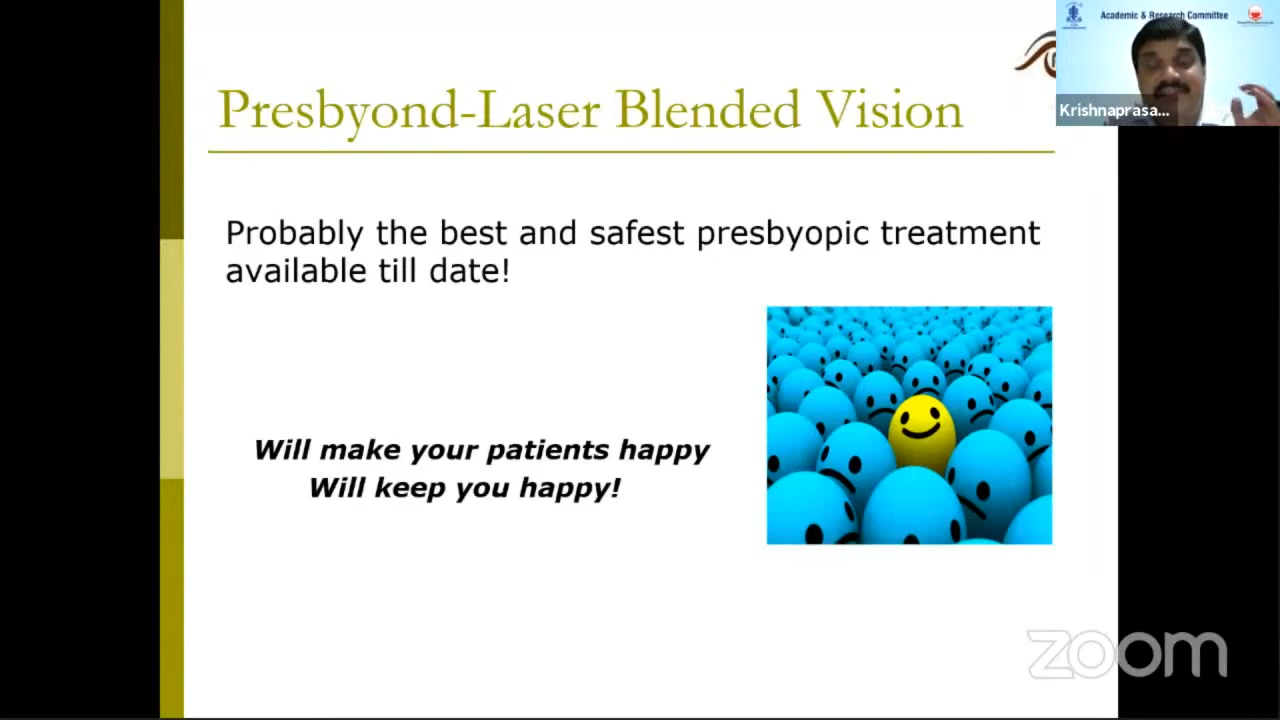 Academic & Research Committee
Krishnaprasa...
Presbyond-Laser Blended Vision
Probably the best and safest presbyopic treatment
available till date!
Will make your patients happy
Will keep you happy!
zoom